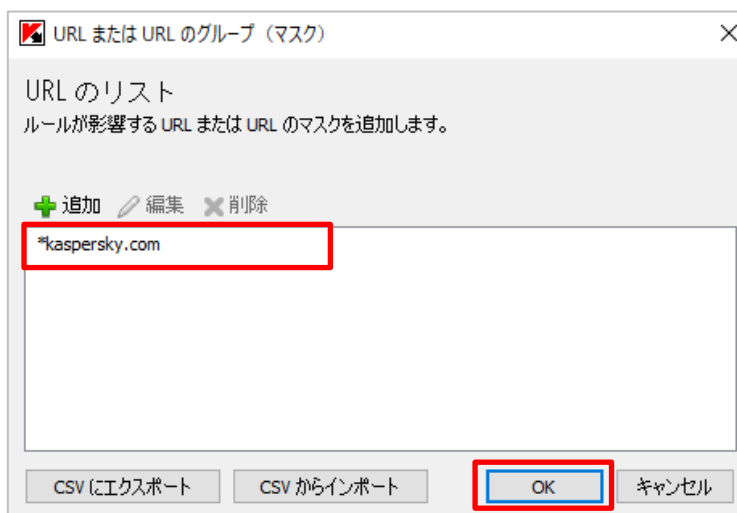 URL または URL のグループ（マスク）
URL のリスト
ルールが影響する URL または URL のマスクを追加します。
追加 編集 削除
*kaspersky.com
CSV にエクスポート CSV からインポート OK キャンセル